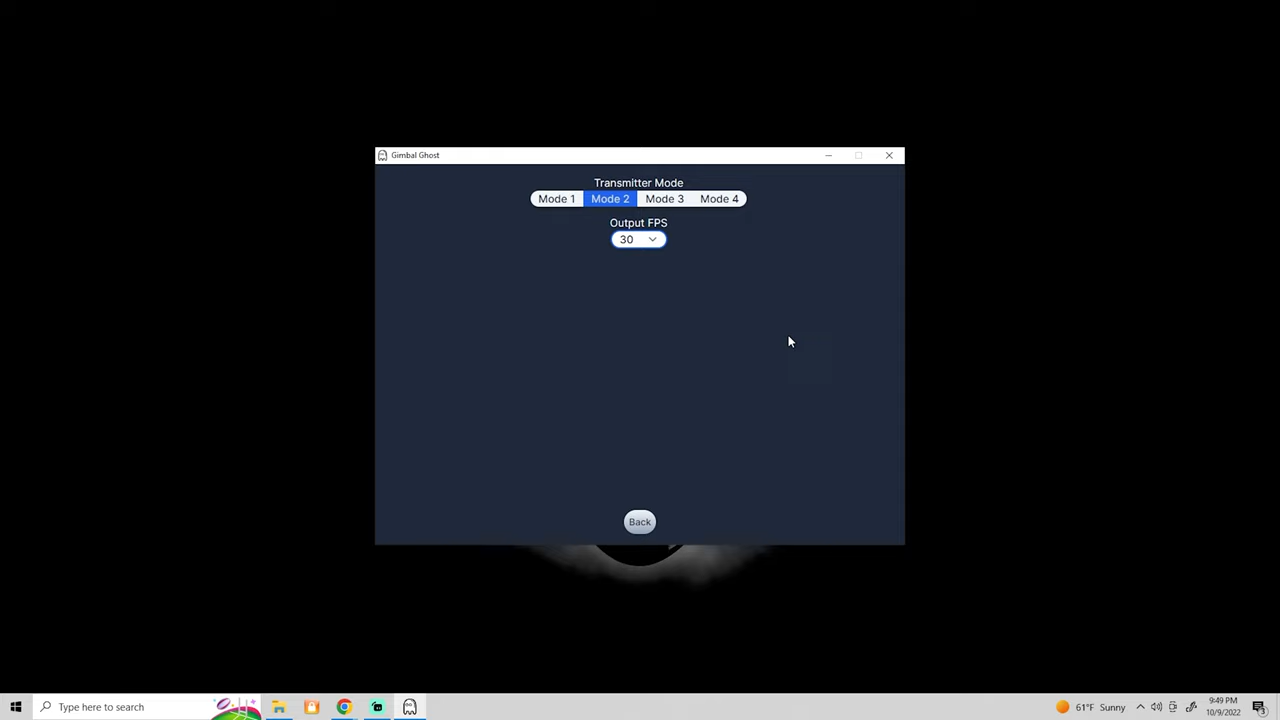 Gimbal Ghost
Transmitter Mode
Mode 1 Mode 2 Mode 3 Mode 4
Output FPS
30
Back
Type here to search
61°F Sunny
9:49 PM
10/9/2022
3